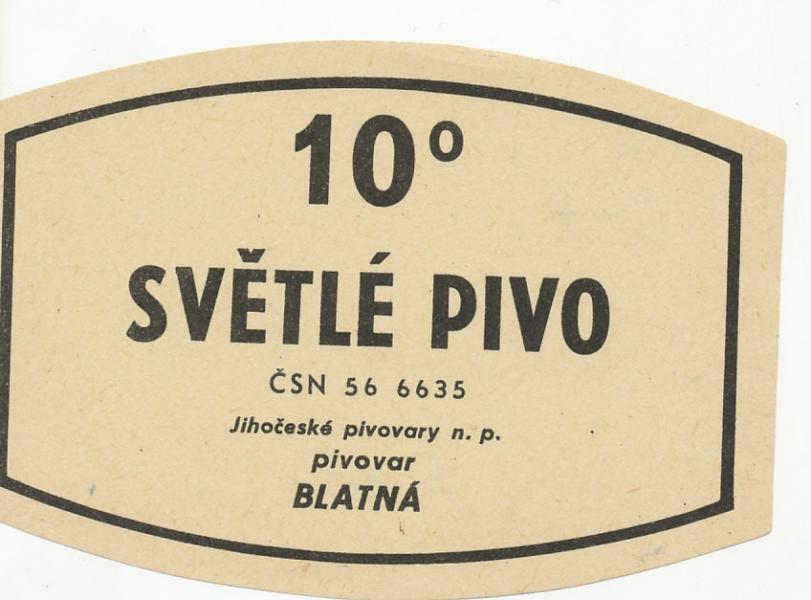 10°
SVĚTLÉ PIVO
ČSN 56 6635
Jihočeské pivovary n. p.
pivovar
BLATNÁ